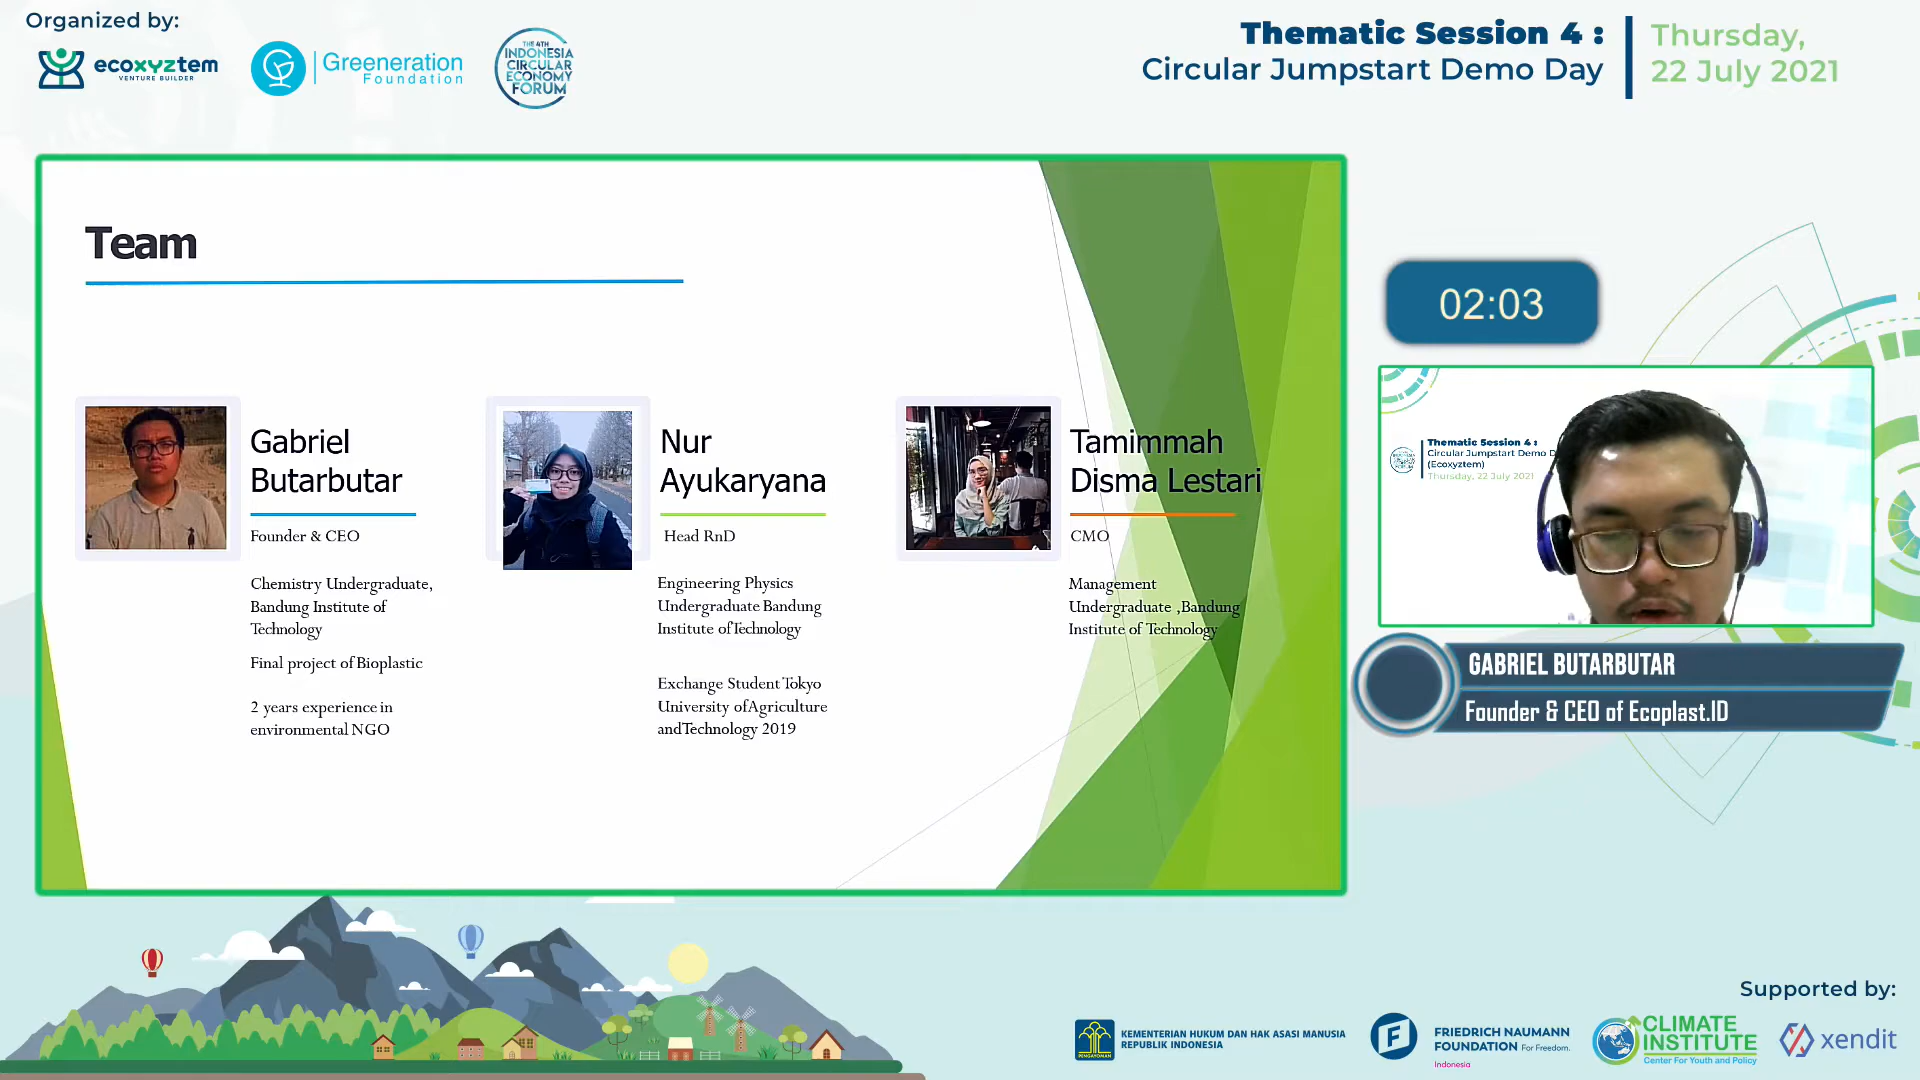 Organized by:
ecoxyztem
VENTURE BUILDER
Greeneration
Foundation
THE 4TH
INDONESIA
CIRCULAR
ECONOMY
FORUM
Thematic Session 4 :
Circular Jumpstart Demo Day
Thursday,
22 July 2021
Team
Gabriel
Butarbutar
Founder & CEO
Chemistry Undergraduate,
Bandung Institute of
Technology
Final project of Bioplastic
2 years experience in
environmental NGO
Nur
Ayukaryana
Head RnD
Engineering Physics
Undergraduate Bandung
Institute of Technology
Exchange Student Tokyo
University of Agriculture
and Technology 2019
Tamimmah
Disma Lestari
CMO
Management
Undergraduate ,Bandung
Institute of Technology
02:03
Thematic Session 4 :
Circular Jumpstart Demo D
(Ecoxyztem)
Thursday, 22 July 2021
GABRIEL BUTARBUTAR
Founder & CEO of Ecoplast.ID
Supported by:
PENGAYOMAN
KEMENTERIAN HUKUM DAN HAK ASASI MANUSIA
REPUBLIK INDONESIA
FRIEDRICH NAUMANN
FOUNDATION For Freedom.
Indonesia
CLIMATE
INSTITUTE
Center For Youth and Policy
xendit